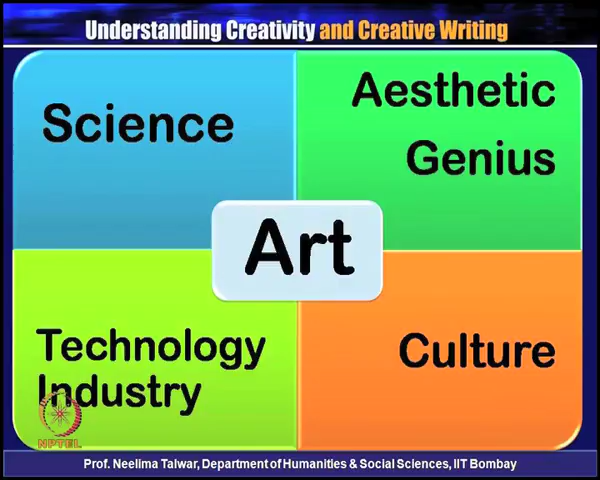 Understanding Creativity and Creative Writing
Science
Aesthetic
Genius
Art
Technology
Industry
Culture
NPTEL
Prof. Neelima Talwar, Department of Humanities & Social Sciences, IIT Bombay